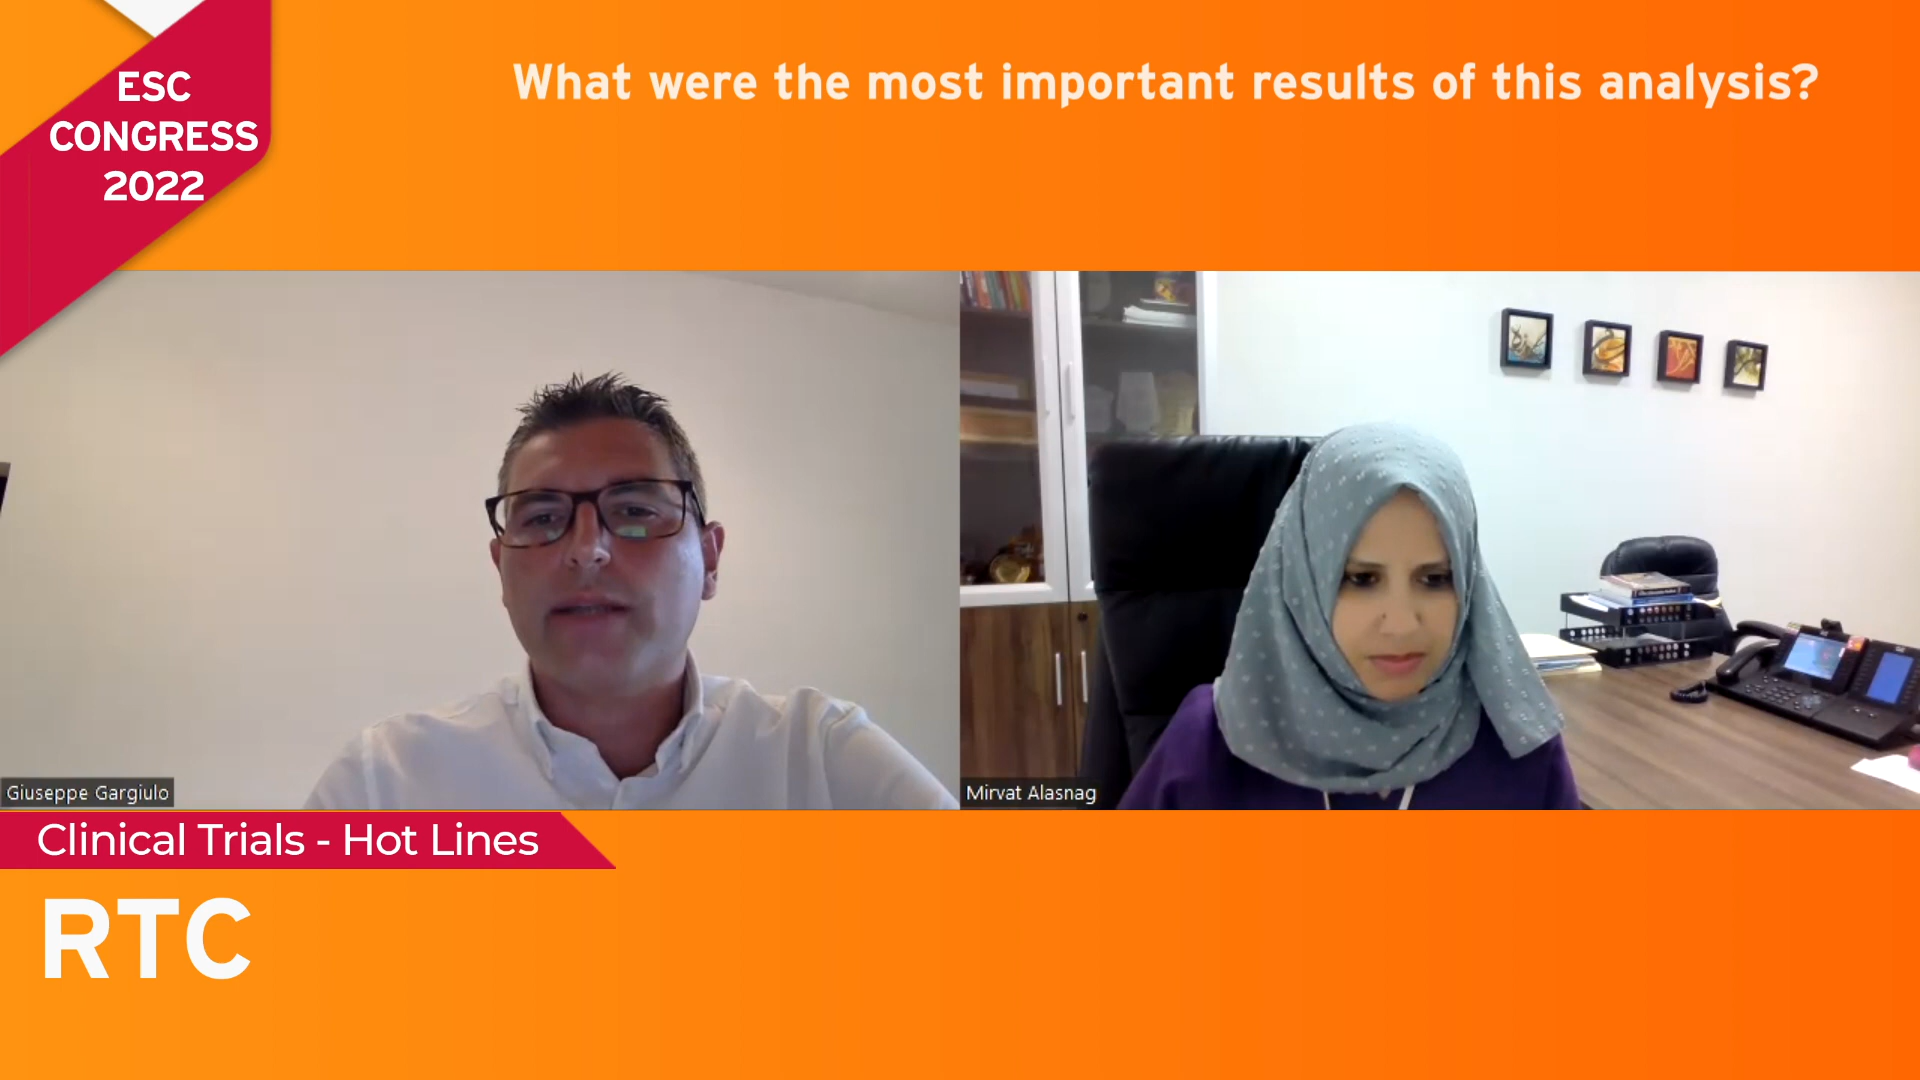 ESC
CONGRESS
2022
What were the most important results of this analysis?
Giuseppe Gargiulo
Mirvat Alasnag
Clinical Trials - Hot Lines
RTC